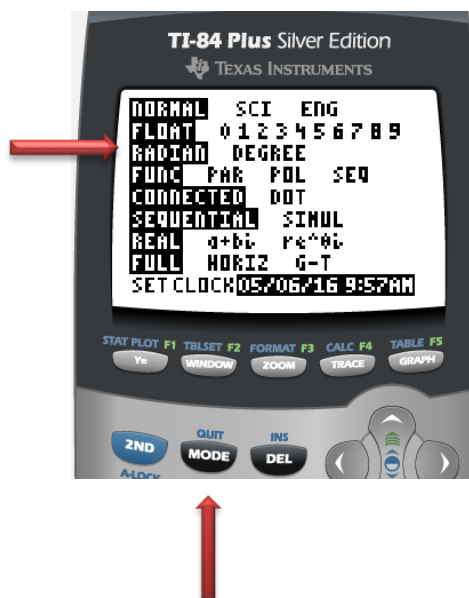 TI-84 Plus Silver Edition
TEXAS INSTRUMENTS
NORMAL SCI ENG
FLOAT 0 1 2 3 4 5 6 7 8 9
RADIAN DEGREE
FUNC PAR POL SEQ
CONNECTED DOT
SEQUENTIAL SIMUL
REAL a+bi re^θi
FULL HORIZ G-T
SET CLOCK 05/06/16 9:57AM
STAT PLOT F1 TBLSET F2 FORMAT F3 CALC F4 TABLE F5
Y= WINDOW ZOOM TRACE GRAPH
QUIT INS
2ND MODE DEL
A-LOCK